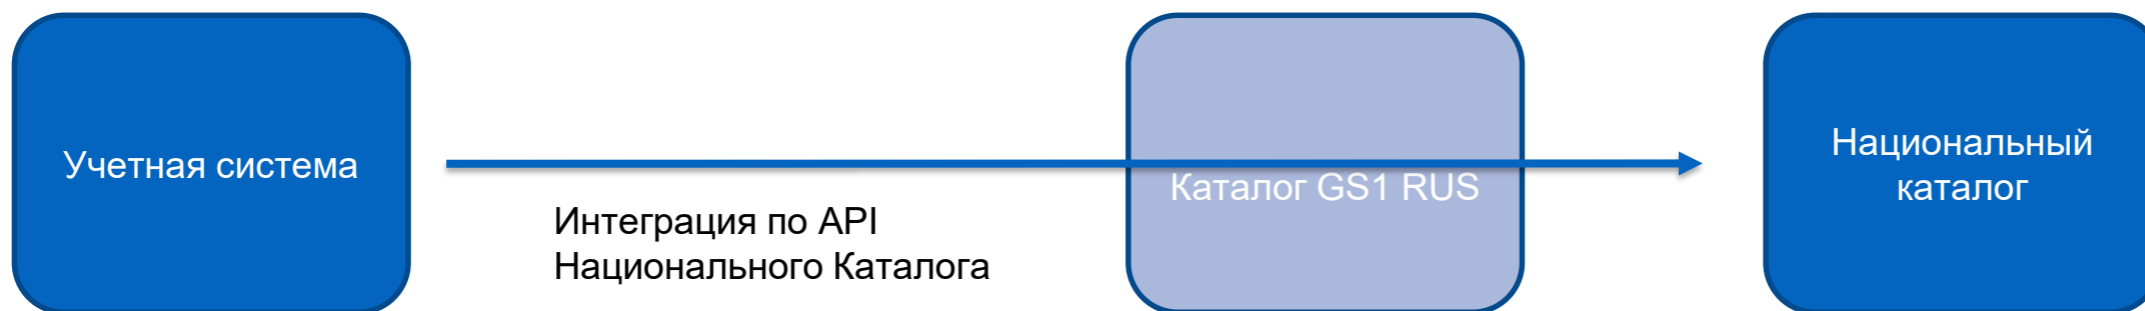 Учетная система
Интеграция по API
Национального Каталога
Каталог GS1 RUS
Национальный
каталог